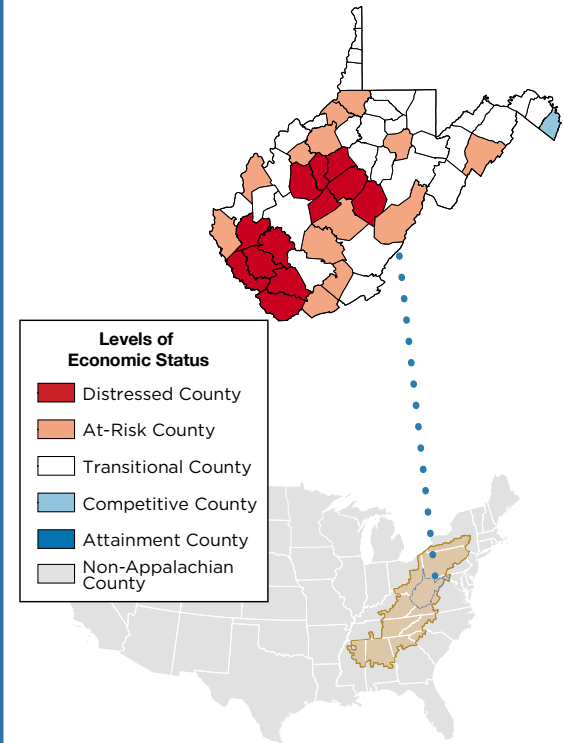 Levels of
Economic Status
Distressed County
At-Risk County
Transitional County
Competitive County
Attainment County
Non-Appalachian
County